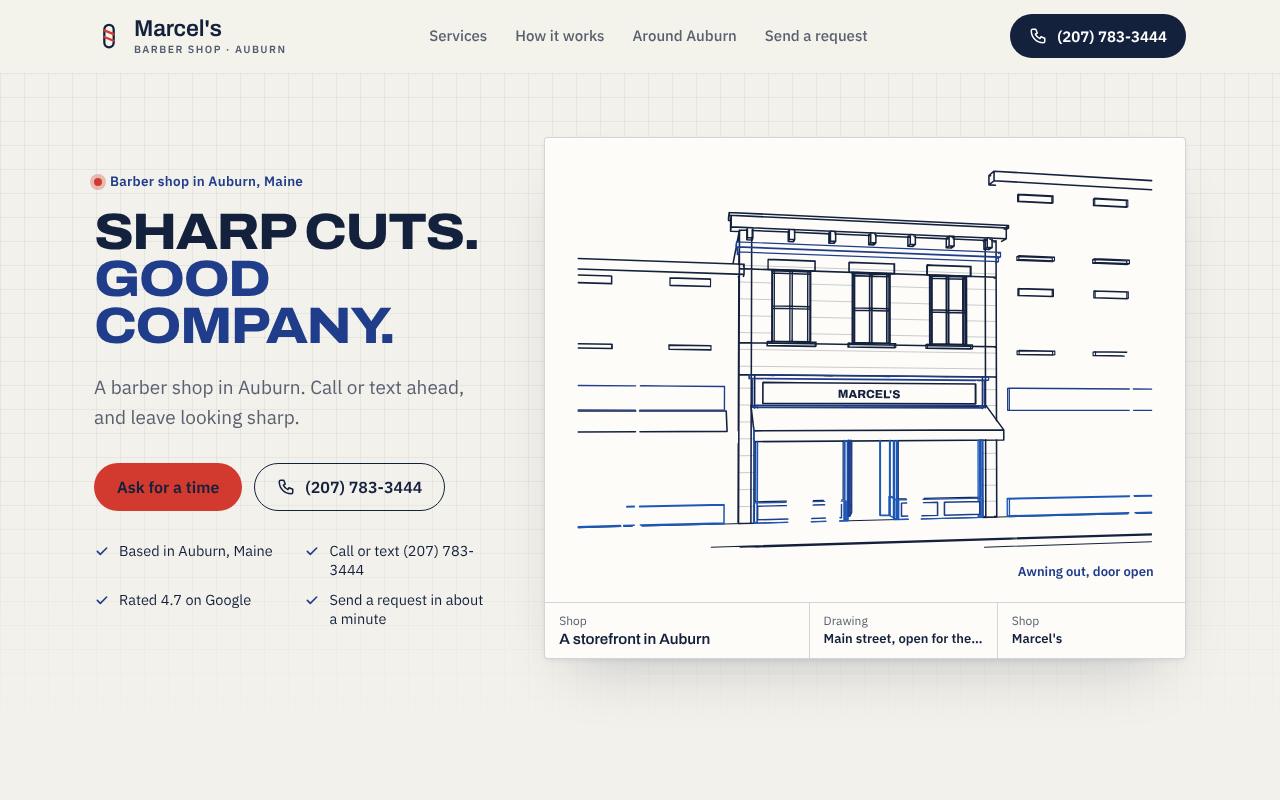 Marcel's
BARBER SHOP · AUBURN
Services
How it works
Around Auburn
Send a request
(207) 783-3444
Barber shop in Auburn, Maine
SHARP CUTS.
GOOD
COMPANY.
A barber shop in Auburn. Call or text ahead,
and leave looking sharp.
Ask for a time
(207) 783-3444
Based in Auburn, Maine
Call or text (207) 783-
3444
Rated 4.7 on Google
Send a request in about
a minute
MARCEL'S
Awning out, door open
Shop
A storefront in Auburn
Drawing
Main street, open for the...
Shop
Marcel's